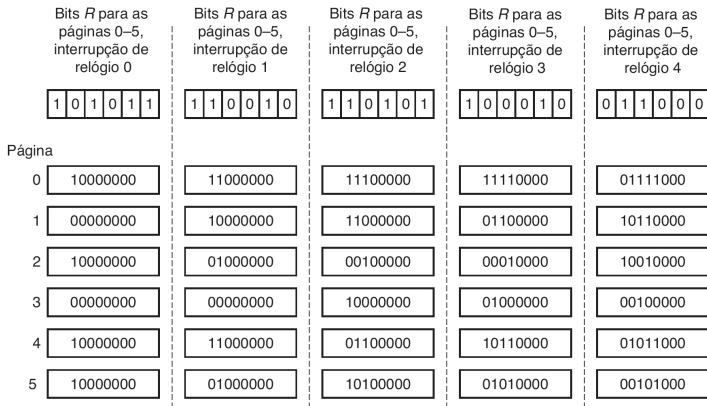 Bits R para as páginas 0–5, interrupção de relógio 0
Bits R para as páginas 0–5, interrupção de relógio 1
Bits R para as páginas 0–5, interrupção de relógio 2
Bits R para as páginas 0–5, interrupção de relógio 3
Bits R para as páginas 0–5, interrupção de relógio 4
1 0 1 0 1 1
1 1 0 0 1 0
1 1 0 1 0 1
1 0 0 0 1 0
0 1 1 0 0 0
Página
0 10000000 11000000 11100000 11110000 01111000
1 00000000 10000000 11000000 01100000 10110000
2 10000000 01000000 00100000 00010000 10010000
3 00000000 00000000 10000000 01000000 00100000
4 10000000 11000000 01100000 10110000 01011000
5 10000000 01000000 10100000 01010000 00101000